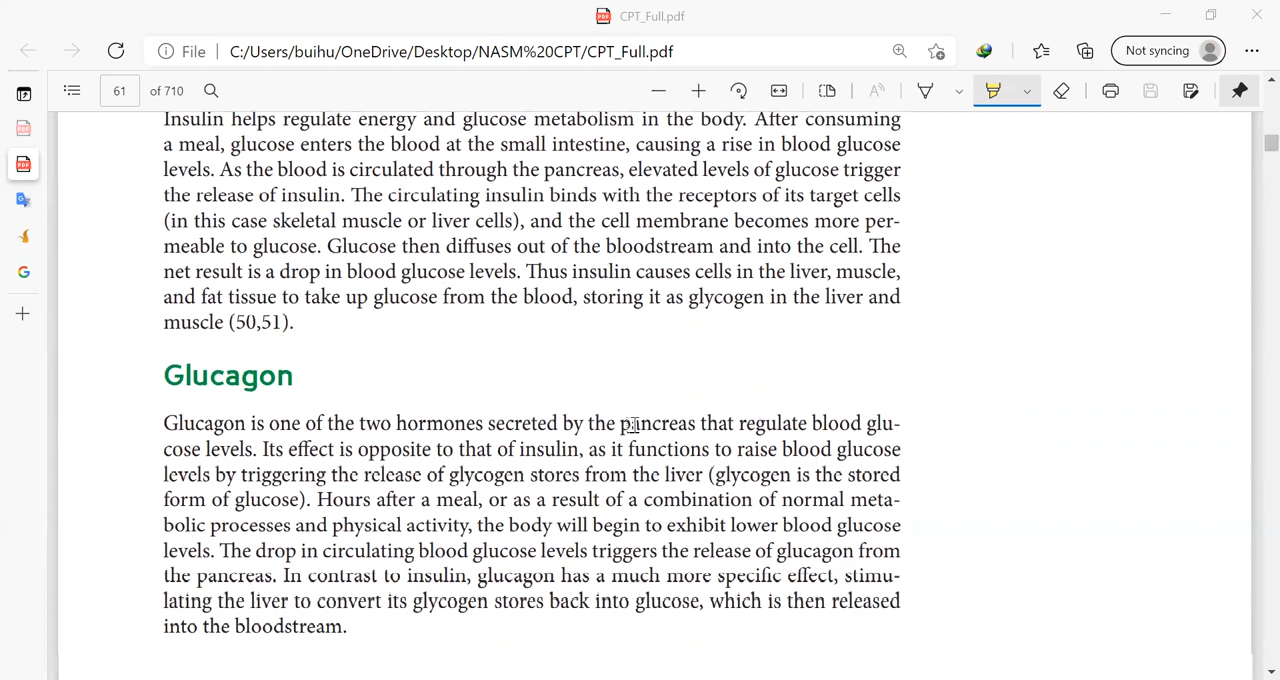 CPT_Full.pdf
File C:/Users/buihu/OneDrive/Desktop/NASM%20CPT/CPT_Full.pdf Not syncing
61 of 710
Insulin helps regulate energy and glucose metabolism in the body. After consuming
a meal, glucose enters the blood at the small intestine, causing a rise in blood glucose
levels. As the blood is circulated through the pancreas, elevated levels of glucose trigger
the release of insulin. The circulating insulin binds with the receptors of its target cells
(in this case skeletal muscle or liver cells), and the cell membrane becomes more per-
meable to glucose. Glucose then diffuses out of the bloodstream and into the cell. The
net result is a drop in blood glucose levels. Thus insulin causes cells in the liver, muscle,
and fat tissue to take up glucose from the blood, storing it as glycogen in the liver and
muscle (50,51).
Glucagon
Glucagon is one of the two hormones secreted by the pancreas that regulate blood glu-
cose levels. Its effect is opposite to that of insulin, as it functions to raise blood glucose
levels by triggering the release of glycogen stores from the liver (glycogen is the stored
form of glucose). Hours after a meal, or as a result of a combination of normal meta-
bolic processes and physical activity, the body will begin to exhibit lower blood glucose
levels. The drop in circulating blood glucose levels triggers the release of glucagon from
the pancreas. In contrast to insulin, glucagon has a much more specific effect, stimu-
lating the liver to convert its glycogen stores back into glucose, which is then released
into the bloodstream.